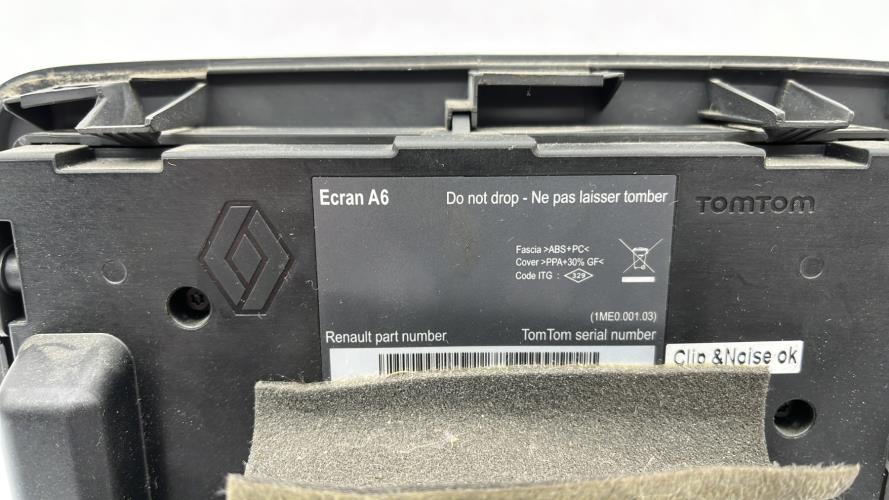 Ecran A6
Do not drop - Ne pas laisser tomber
TOMTOM
Fascia >ABS+PC<
Cover >PPA+30% GF<
Code ITG : 329
(1ME0.001.03)
Renault part number
TomTom serial number
Clip &Noise ok